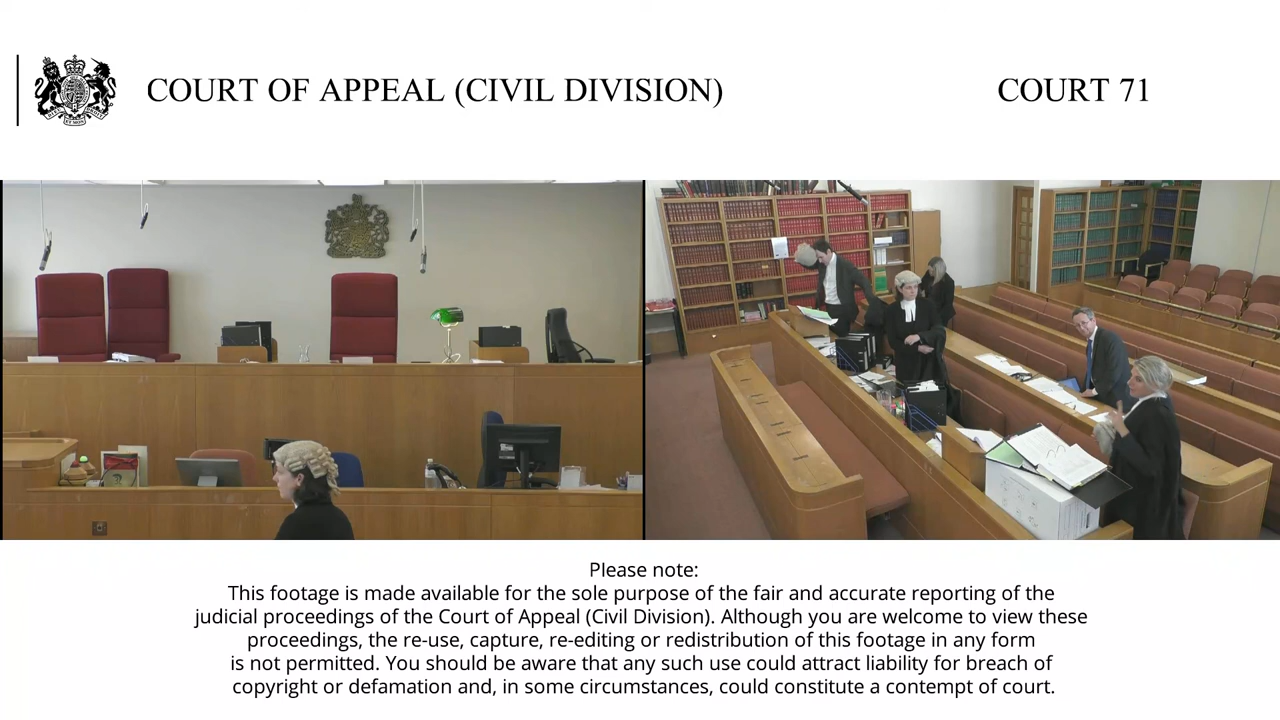 COURT OF APPEAL (CIVIL DIVISION)
COURT 71
Please note:
This footage is made available for the sole purpose of the fair and accurate reporting of the
judicial proceedings of the Court of Appeal (Civil Division). Although you are welcome to view these
proceedings, the re-use, capture, re-editing or redistribution of this footage in any form
is not permitted. You should be aware that any such use could attract liability for breach of
copyright or defamation and, in some circumstances, could constitute a contempt of court.